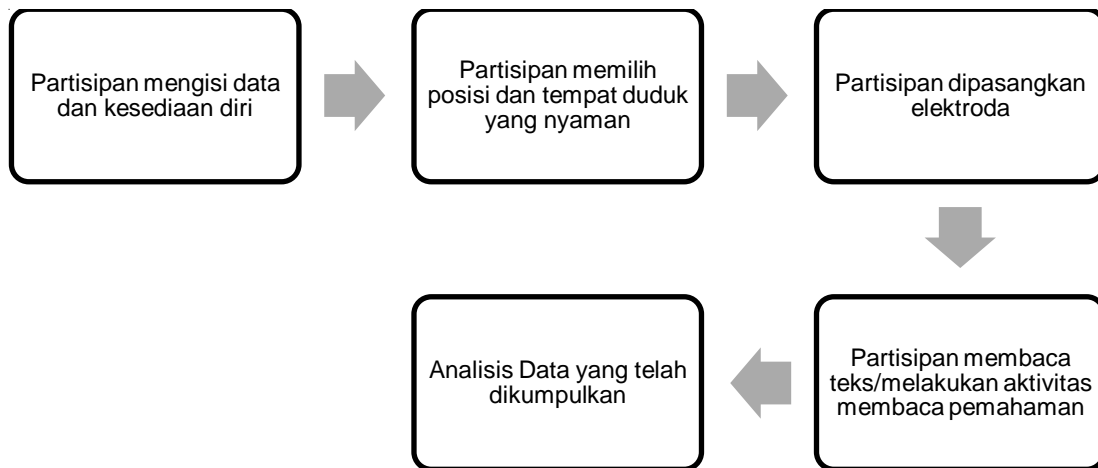 Partisipan mengisi data
dan kesediaan diri
Partisipan memilih
posisi dan tempat duduk
yang nyaman
Partisipan dipasangkan
elektroda
Partisipan membaca
teks/melakukan aktivitas
membaca pemahaman
Analisis Data yang telah
dikumpulkan